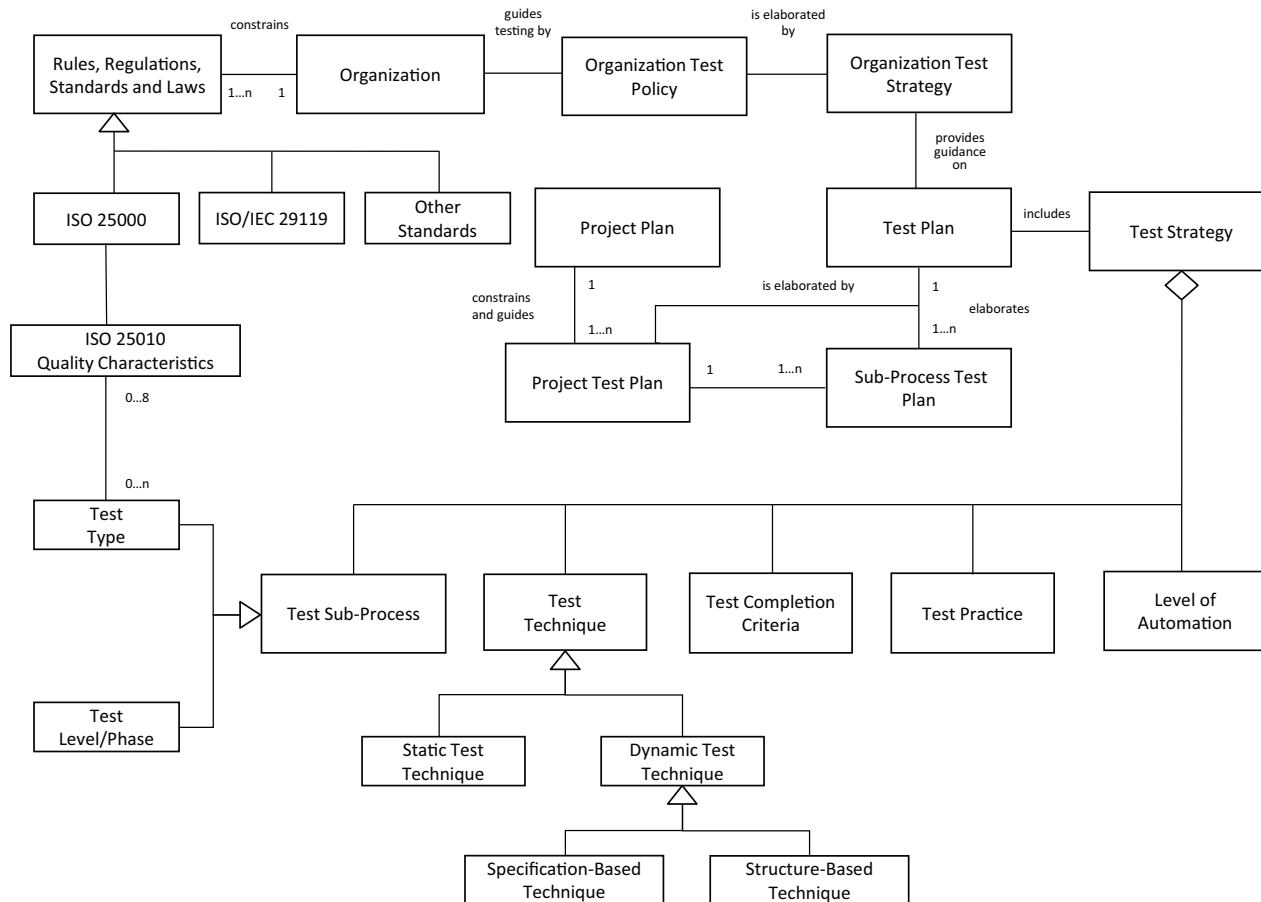 constrains
guides
testing by
is elaborated
by
Rules, Regulations,
Standards and Laws
1...n
1
Organization
Organization Test
Policy
Organization Test
Strategy
provides
guidance
on
ISO 25000
ISO/IEC 29119
Other
Standards
Project Plan
Test Plan
includes
Test Strategy
1
constrains
and guides
1...n
is elaborated by
1
elaborates
1...n
ISO 25010
Quality Characteristics
Project Test Plan
1
1...n
Sub-Process Test
Plan
0...8
0...n
Test
Type
Test Sub-Process
Test
Technique
Test Completion
Criteria
Test Practice
Level of
Automation
Test
Level/Phase
Static Test
Technique
Dynamic Test
Technique
Specification-Based
Technique
Structure-Based
Technique